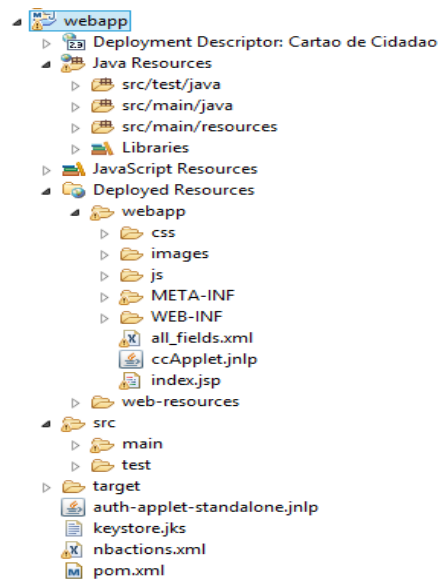 webapp
Deployment Descriptor: Cartao de Cidadao
Java Resources
src/test/java
src/main/java
src/main/resources
Libraries
JavaScript Resources
Deployed Resources
webapp
css
images
js
META-INF
WEB-INF
all_fields.xml
ccApplet.jnlp
index.jsp
web-resources
src
main
test
target
auth-applet-standalone.jnlp
keystore.jks
nbactions.xml
pom.xml